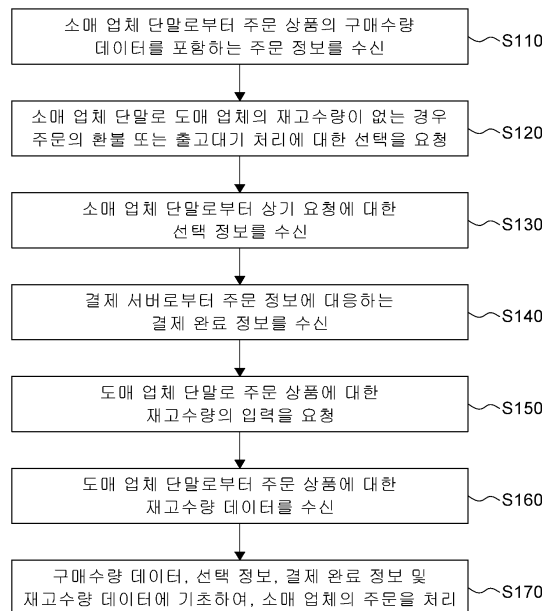 소매 업체 단말로부터 주문 상품의 구매수량
데이터를 포함하는 주문 정보를 수신
S110
소매 업체 단말로 도매 업체의 재고수량이 없는 경우
주문의 환불 또는 출고대기 처리에 대한 선택을 요청
S120
소매 업체 단말로부터 상기 요청에 대한
선택 정보를 수신
S130
결제 서버로부터 주문 정보에 대응하는
결제 완료 정보를 수신
S140
도매 업체 단말로 주문 상품에 대한
재고수량의 입력을 요청
S150
도매 업체 단말로부터 주문 상품에 대한
재고수량 데이터를 수신
S160
구매수량 데이터, 선택 정보, 결제 완료 정보 및
재고수량 데이터에 기초하여, 소매 업체의 주문을 처리
S170